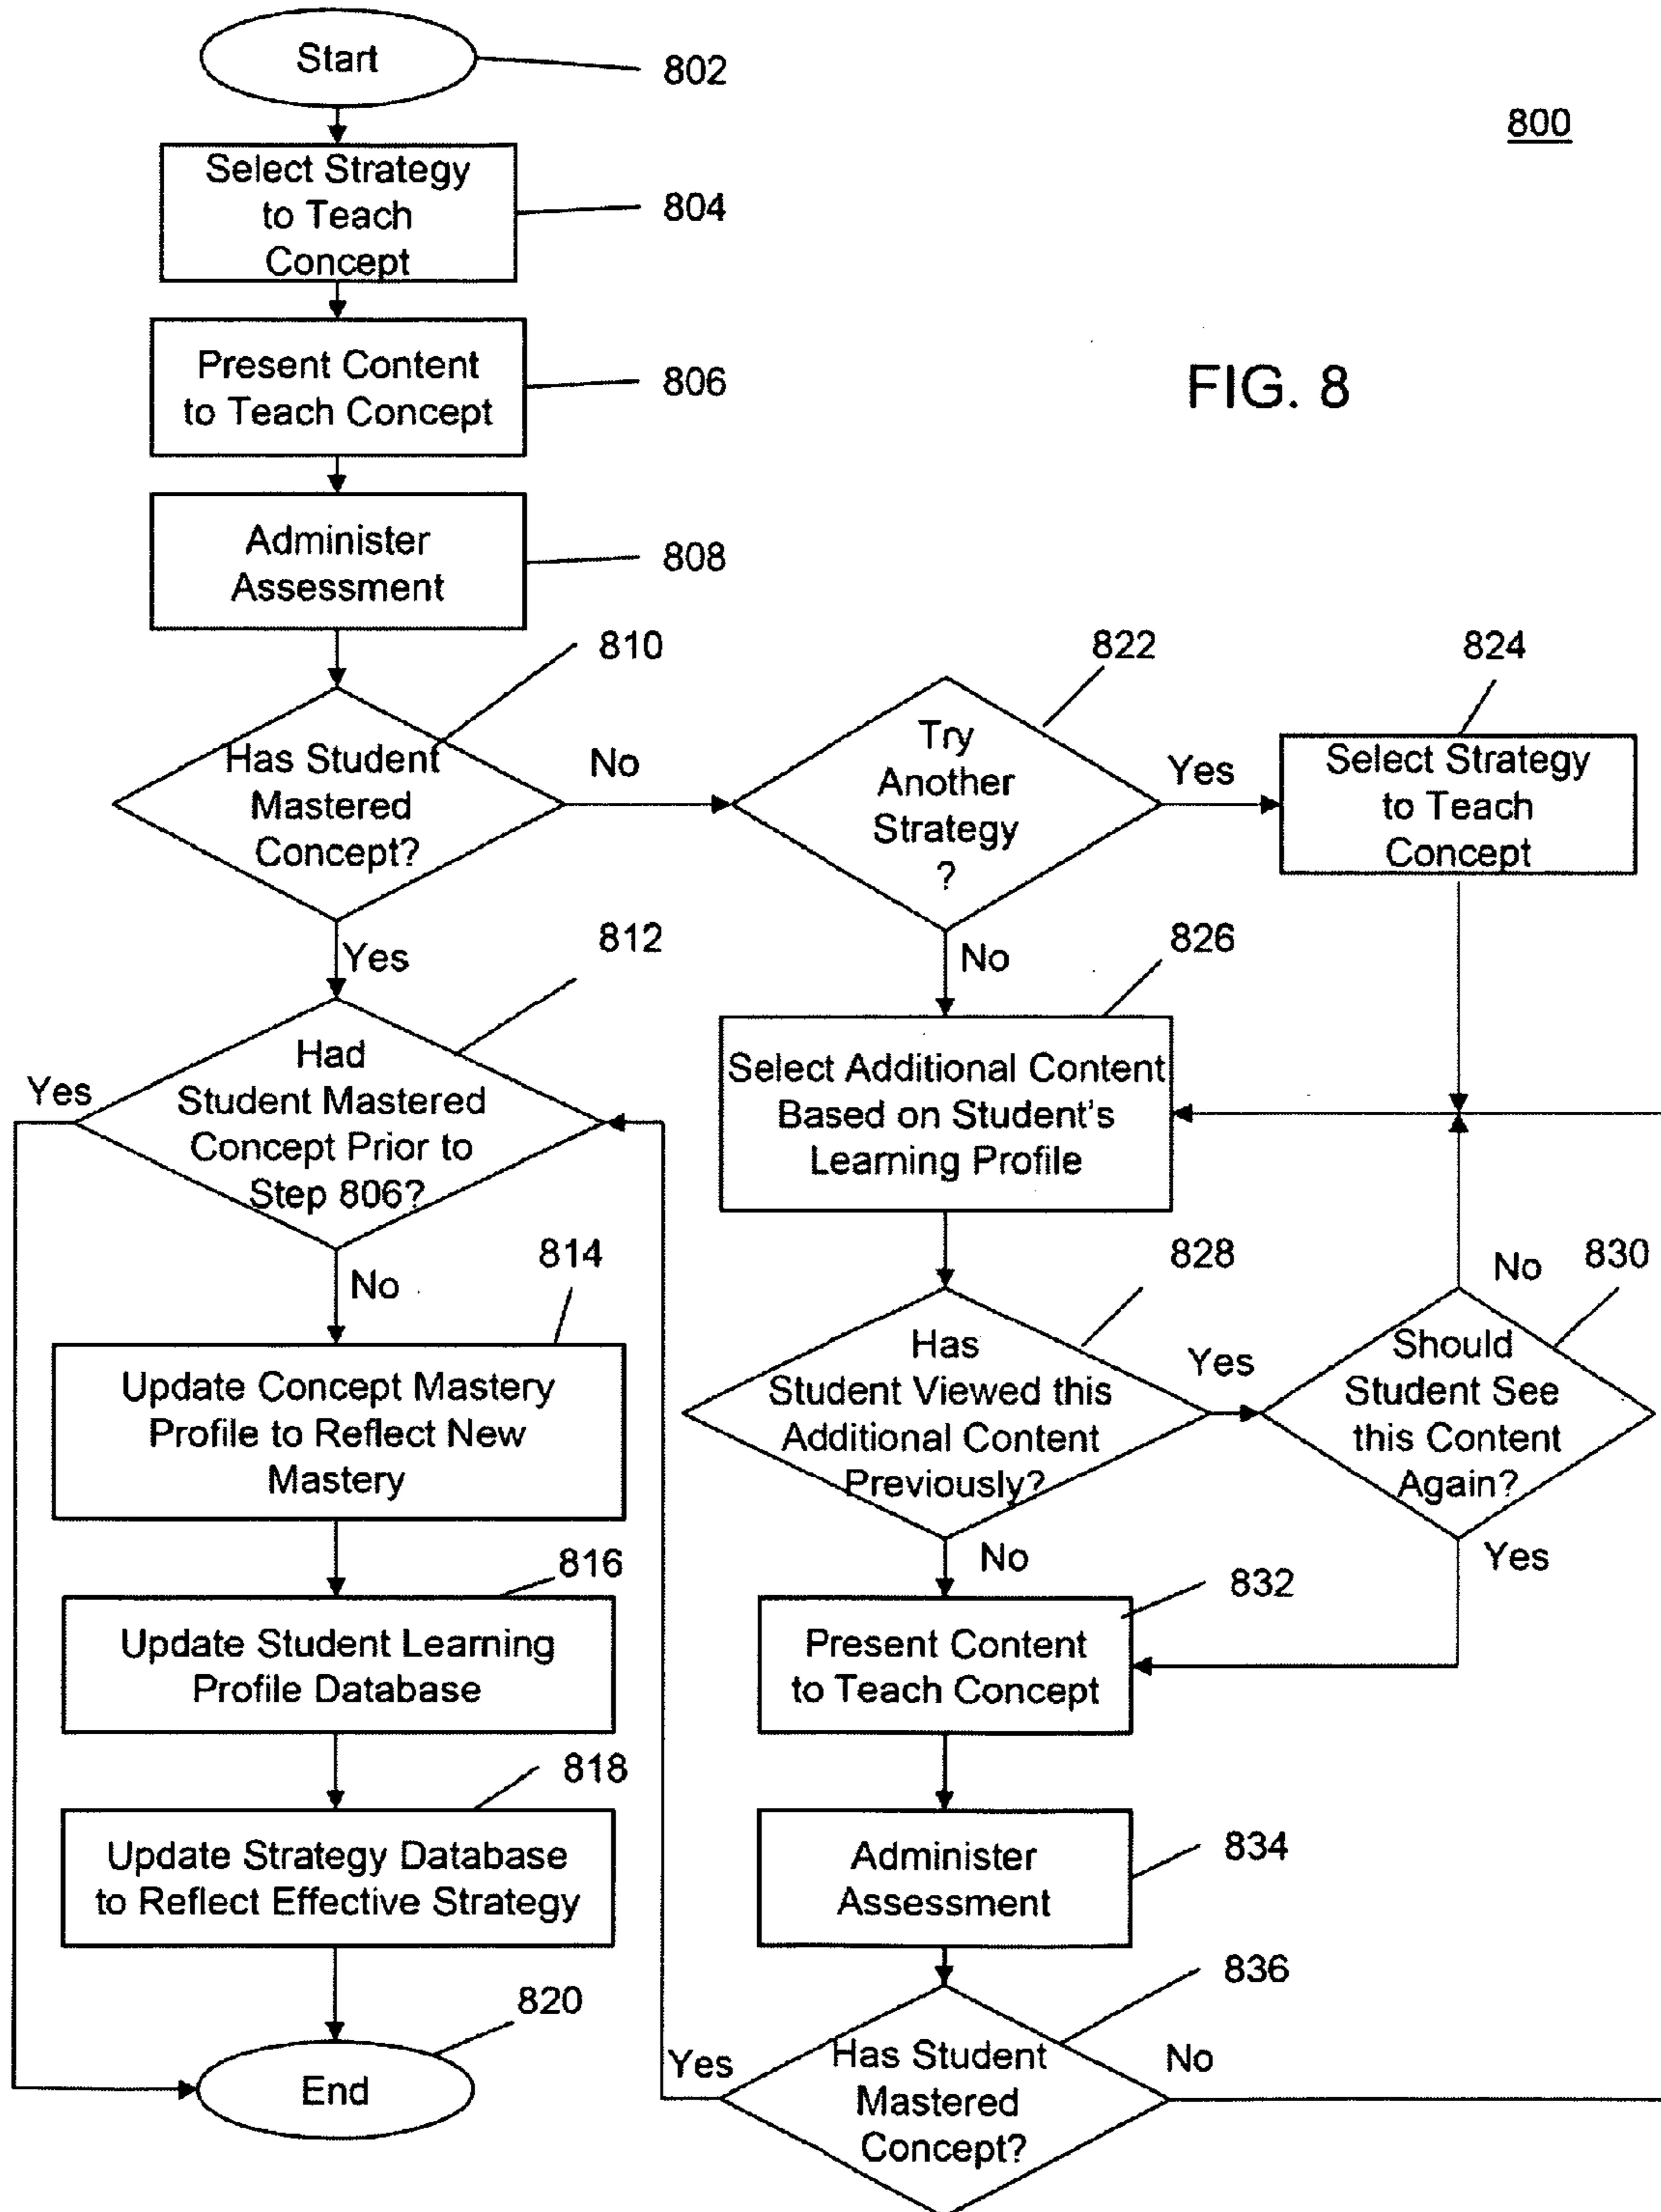 Start
802
800
Select Strategy
to Teach
Concept
804
Present Content
to Teach Concept
806
FIG. 8
Administer
Assessment
808
810
Has Student
Mastered
Concept?
No
822
Try
Another
Strategy
?
Yes
824
Select Strategy
to Teach
Concept
Yes
812
No
826
Had
Student Mastered
Concept Prior to
Step 806?
Yes
Select Additional Content
Based on Student's
Learning Profile
No
814
Update Concept Mastery
Profile to Reflect New
Mastery
828
Has
Student Viewed this
Additional Content
Previously?
Yes
No
830
Should
Student See
this Content
Again?
No
Yes
816
Update Student Learning
Profile Database
832
Present Content
to Teach Concept
818
Update Strategy Database
to Reflect Effective Strategy
834
Administer
Assessment
820
End
836
Yes
Has Student
Mastered
Concept?
No